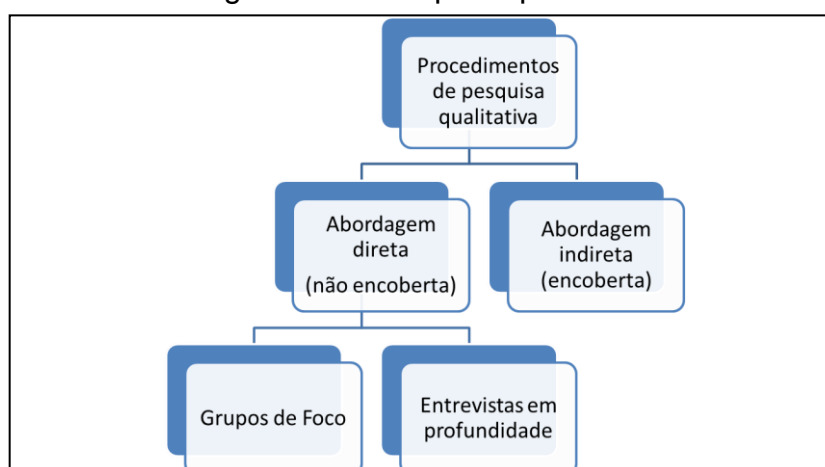 Procedimentos
de pesquisa
qualitativa
Abordagem
direta
(não encoberta)
Abordagem
indireta
(encoberta)
Grupos de Foco
Entrevistas em
profundidade